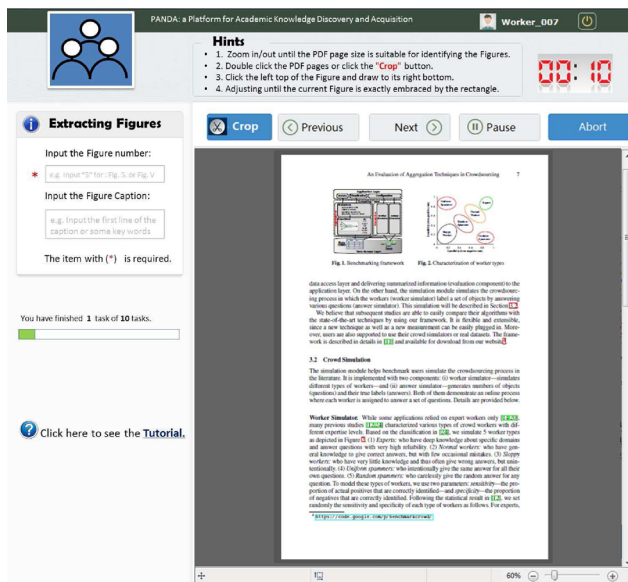 PANDA: a Platform for Academic Knowledge Discovery and Acquisition
Worker_007
Hints
• 1. Zoom in/out until the PDF page size is suitable for identifying the Figures.
• 2. Double click the PDF pages or click the "Crop" button.
• 3. Click the left top of the Figure and draw to its right bottom.
• 4. Adjusting until the current Figure is exactly embraced by the rectangle.
00:10
Extracting Figures
Input the Figure number:
* e.g. Input "5" for : Fig. 5. or Fig. V
Input the Figure Caption:
e.g. Input the first line of the
caption or some key words
The item with (*) is required.
You have finished 1 task of 10 tasks.
Click here to see the Tutorial.
Crop
Previous
Next
Pause
Abort
An Evaluation of Aggregation Techniques in Crowdsourcing 7
Fig. 1. Benchmarking framework
Fig. 2. Characterization of worker types
data access layer and delivering summarized information (evaluation component) to the
application layer. On the other hand, the simulation module simulates the crowdsourc-
ing process in which the workers (worker simulator) label a set of objects by answering
various questions (answer simulator). This simulation will be described in Section 3.2.
We believe that subsequent studies are able to easily compare their algorithms with
the state-of-the-art techniques by using our framework. It is flexible and extensible,
since a new technique as well as a new measurement can be easily plugged in. More-
over, users are also supported to use their crowd simulators or real datasets. The frame-
work is described in details in and available for download from our website
3.2 Crowd Simulation
The simulation module helps benchmark users simulate the crowdsourcing process in
the literature. It is implemented with two components: (i) worker simulator—simulates
different types of workers—and (ii) answer simulator—generates numbers of objects
(questions) and their true labels (answers). Both of them demonstrate an online process
where each worker is assigned to answer a set of questions. Details are provided below.
Worker Simulator: While some applications relied on expert workers only
many previous studies characterized various types of crowd workers with dif-
ferent expertise levels. Based on the classification in we simulate 5 worker types
as depicted in Figure (1) Experts: who have deep knowledge about specific domains
and answer questions with very high reliability. (2) Normal workers: who have gen-
eral knowledge to give correct answers, but with few occasional mistakes. (3) Sloppy
workers: who have very little knowledge and thus often give wrong answers, but unin-
tentionally. (4) Uniform spammers: who intentionally give the same answer for all their
own questions. (5) Random spammers: who carelessly give the random answer for any
question. To model these types of workers, we use two parameters: sensitivity—the pro-
portion of actual positives that are correctly identified—and specificity—the proportion
of negatives that are correctly identified. Following the statistical result in we set
randomly the sensitivity and specificity of each type of workers as follows. For experts,
https://code.google.com/p/benchmarkcrowd/
60%